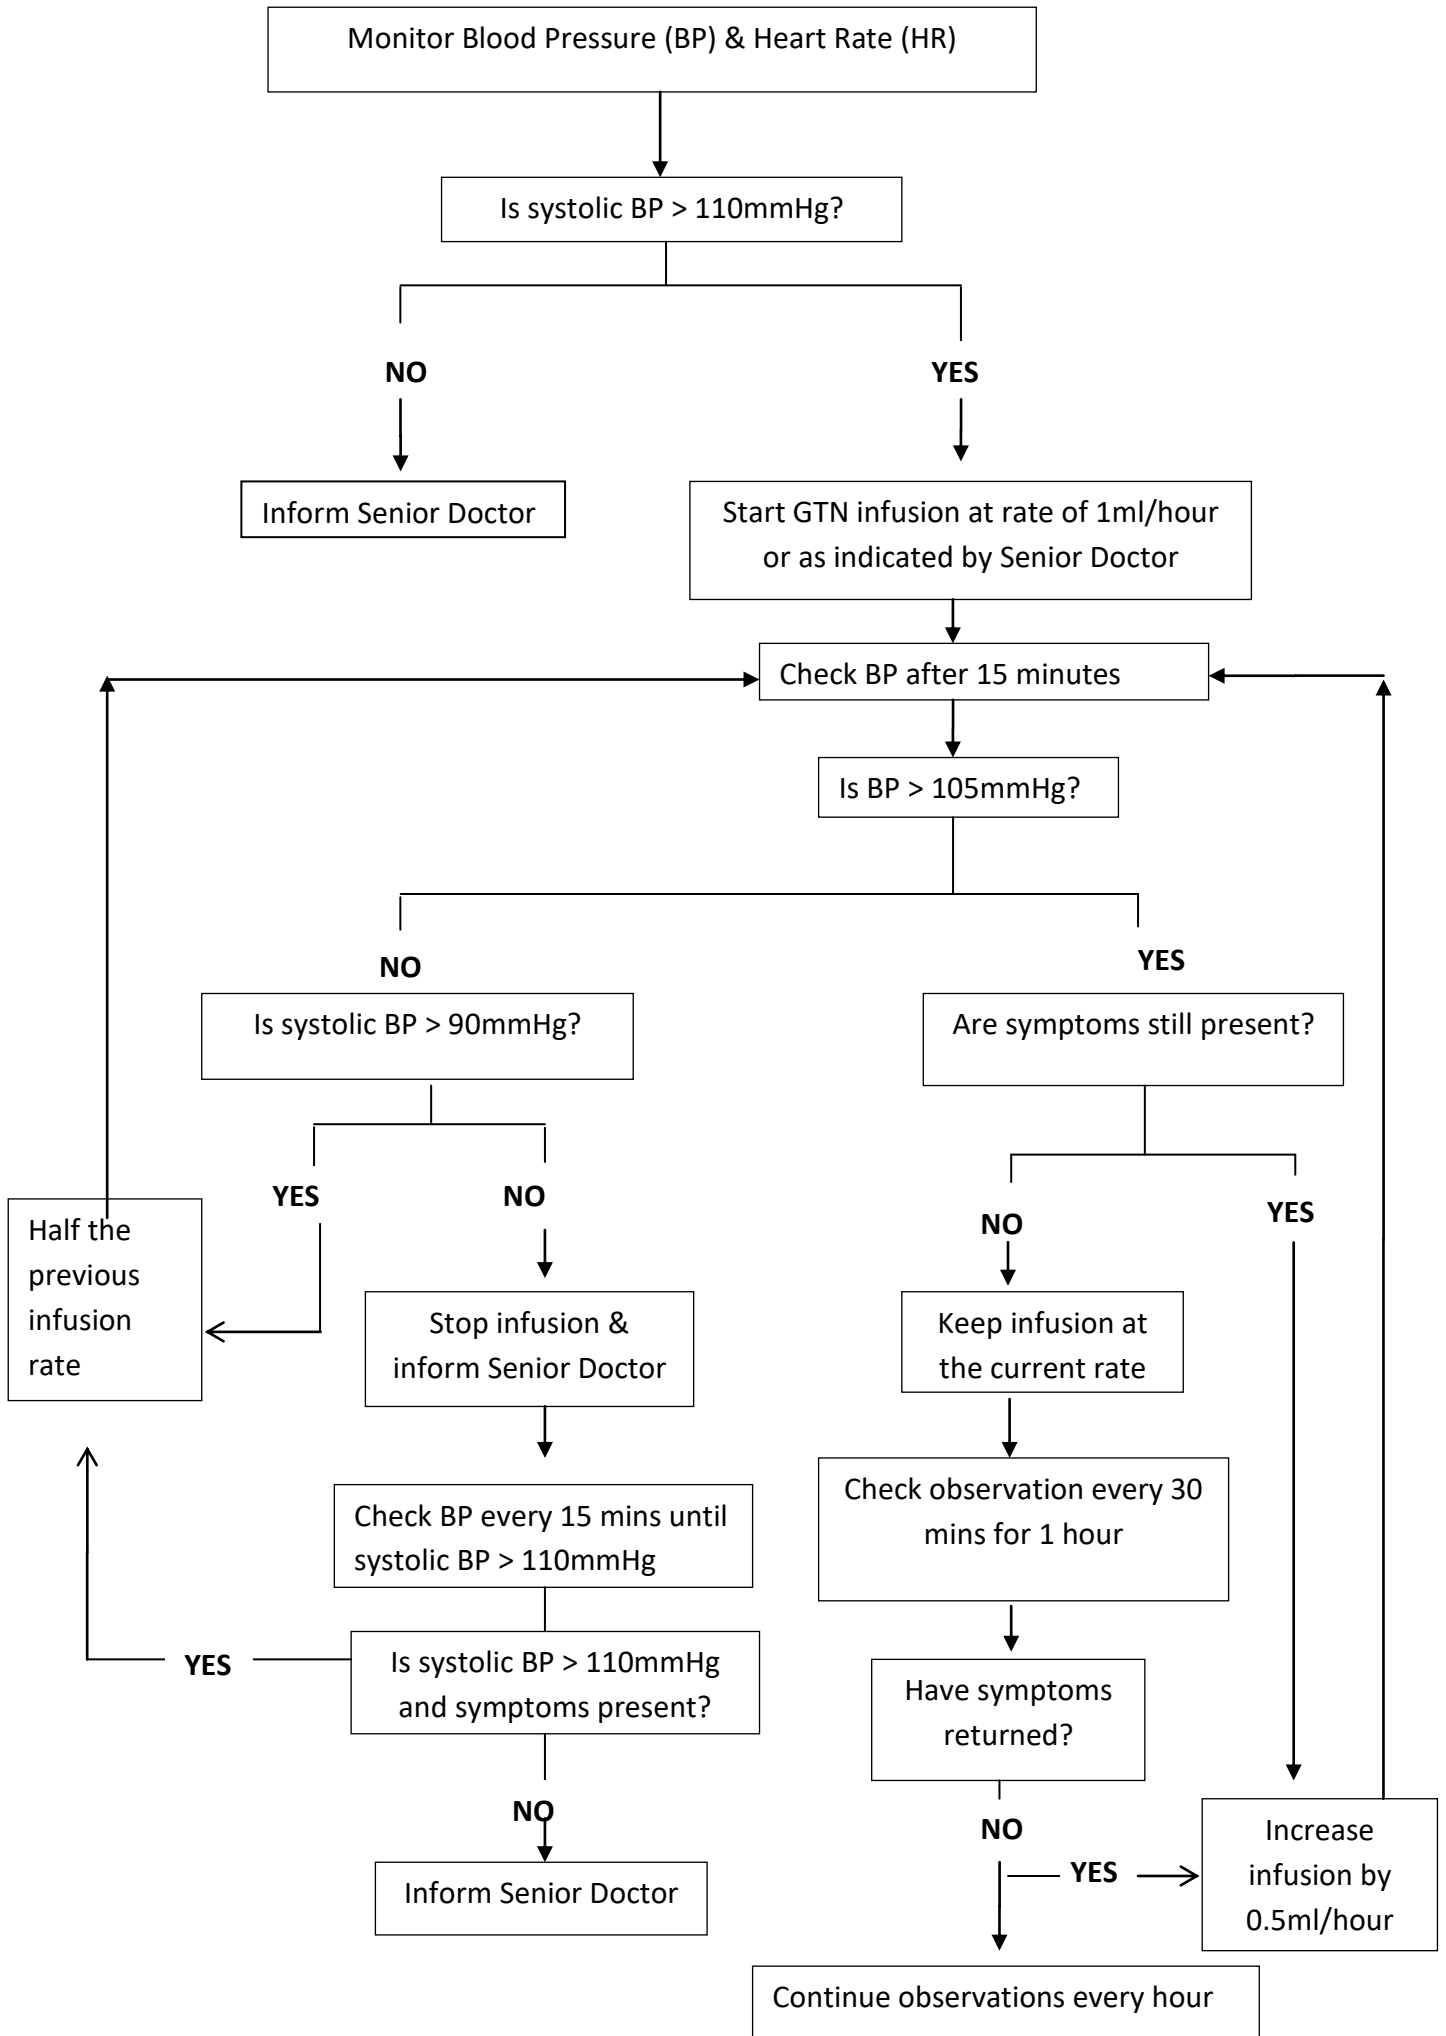 Monitor Blood Pressure (BP) & Heart Rate (HR)
Is systolic BP > 110mmHg?
NO
YES
Inform Senior Doctor
Start GTN infusion at rate of 1ml/hour
or as indicated by Senior Doctor
Check BP after 15 minutes
Is BP > 105mmHg?
NO
YES
Is systolic BP > 90mmHg?
Are symptoms still present?
YES
NO
NO
YES
Half the
previous
infusion
rate
Stop infusion &
inform Senior Doctor
Keep infusion at
the current rate
Check BP every 15 mins until
systolic BP > 110mmHg
Check observation every 30
mins for 1 hour
YES
Is systolic BP > 110mmHg
and symptoms present?
Have symptoms
returned?
NO
NO
YES
Increase
infusion by
0.5ml/hour
Inform Senior Doctor
Continue observations every hour